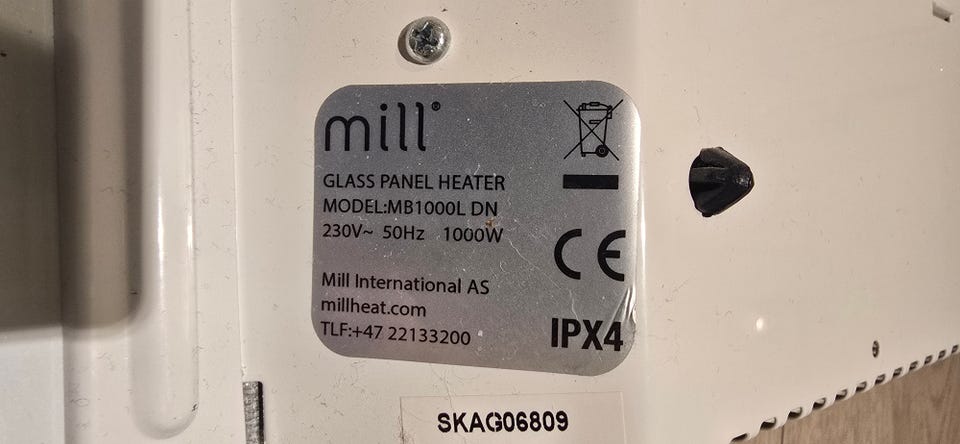 mill®
GLASS PANEL HEATER
MODEL:MB1000L DN
230V~ 50Hz 1000W
Mill International AS
millheat.com
TLF:+47 22133200
CE
IPX4
SKAG06809